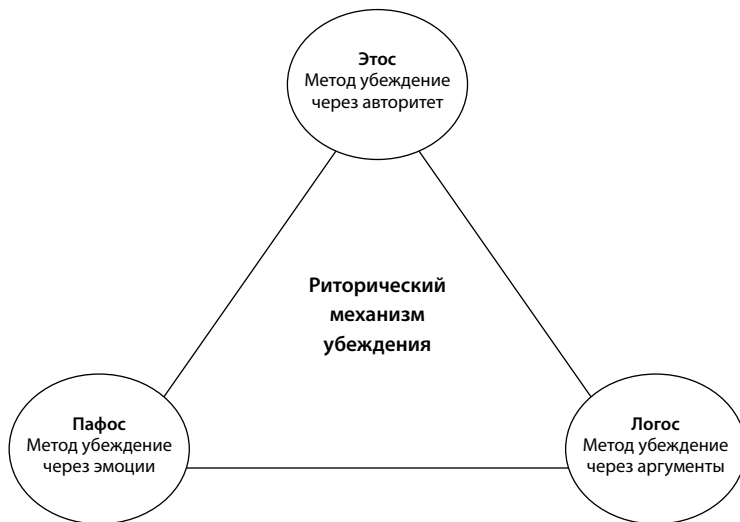 Этос
Метод убеждение
через авторитет
Риторический
механизм
убеждения
Пафос
Метод убеждение
через эмоции
Логос
Метод убеждение
через аргументы